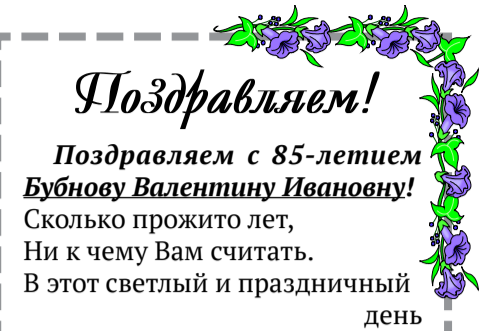 Поздравляем!
Поздравляем с 85-летием
Бубнову Валентину Ивановну!
Сколько прожито лет,
Ни к чему Вам считать.
В этот светлый и праздничный
день